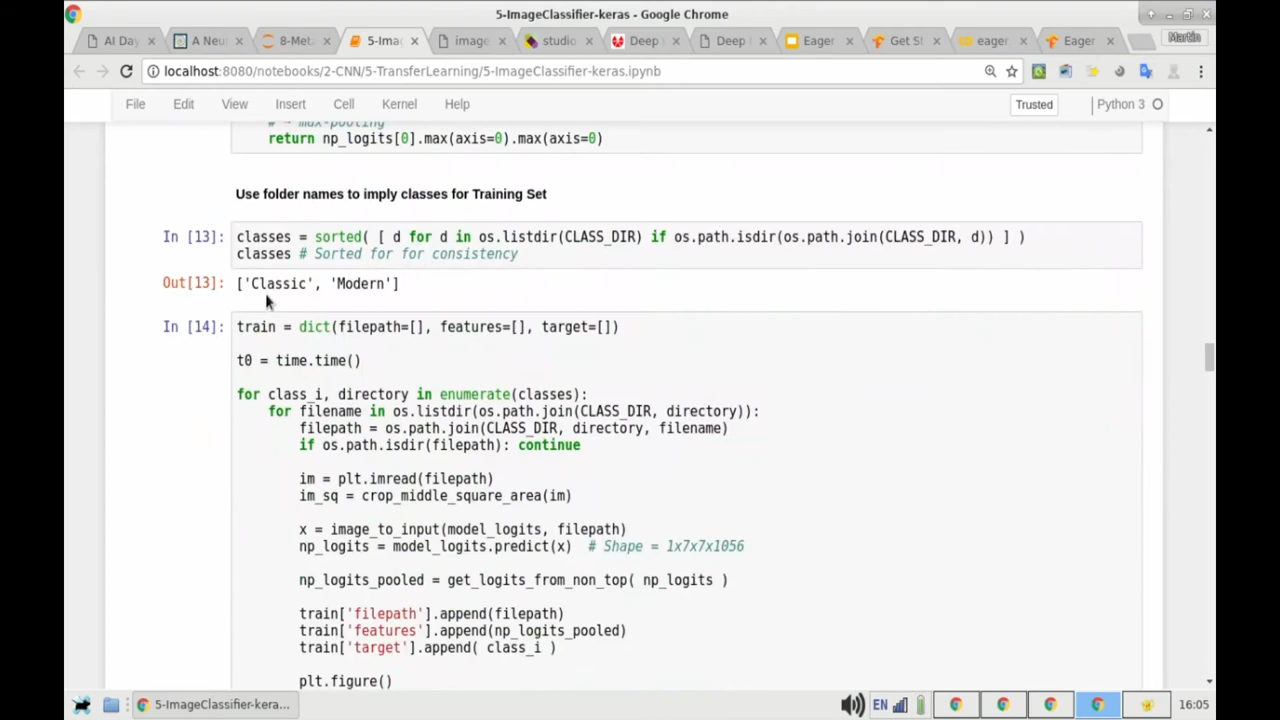 5-ImageClassifier-keras - Google Chrome
AI Day
A Neu
8-Met
5-Ima
image
studio
Deep
Deep
Eager
Get St
eager
Eager
Martin
localhost:8080/notebooks/2-CNN/5-TransferLearning/5-ImageClassifier-keras.ipynb
File Edit View Insert Cell Kernel Help
Trusted
Python 3
# ~ max-pooling
return np_logits[0].max(axis=0).max(axis=0)
Use folder names to imply classes for Training Set
In [13]: classes = sorted( [ d for d in os.listdir(CLASS_DIR) if os.path.isdir(os.path.join(CLASS_DIR, d)) ] )
classes # Sorted for for consistency
Out[13]: ['Classic', 'Modern']
In [14]: train = dict(filepath=[], features=[], target=[])
t0 = time.time()
for class_i, directory in enumerate(classes):
for filename in os.listdir(os.path.join(CLASS_DIR, directory)):
filepath = os.path.join(CLASS_DIR, directory, filename)
if os.path.isdir(filepath): continue
im = plt.imread(filepath)
im_sq = crop_middle_square_area(im)
x = image_to_input(model_logits, filepath)
np_logits = model_logits.predict(x)  # Shape = 1x7x7x1056
np_logits_pooled = get_logits_from_non_top( np_logits )
train['filepath'].append(filepath)
train['features'].append(np_logits_pooled)
train['target'].append( class_i )
plt.figure()
5-ImageClassifier-kera...
EN
16:05